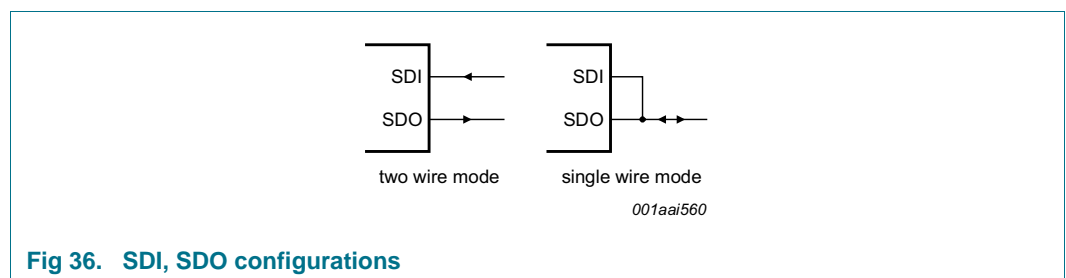 SDI
SDO
two wire mode
SDI
SDO
single wire mode
001aai560
Fig 36. SDI, SDO configurations